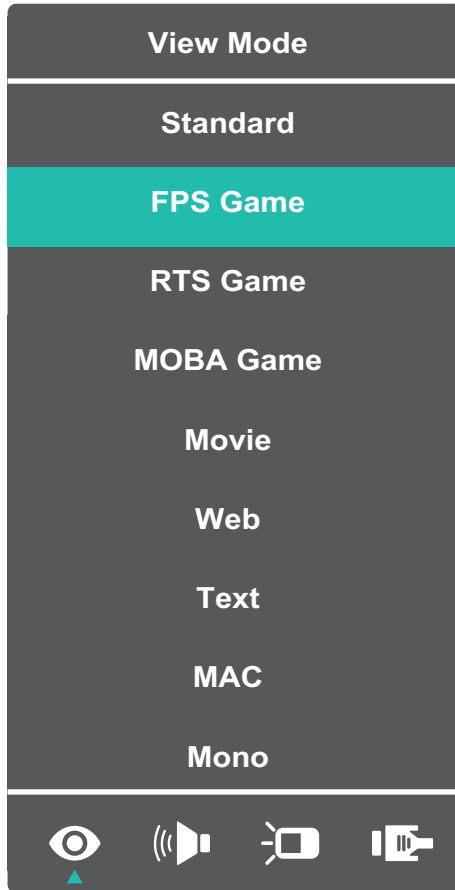 View Mode
Standard
FPS Game
RTS Game
MOBA Game
Movie
Web
Text
MAC
Mono